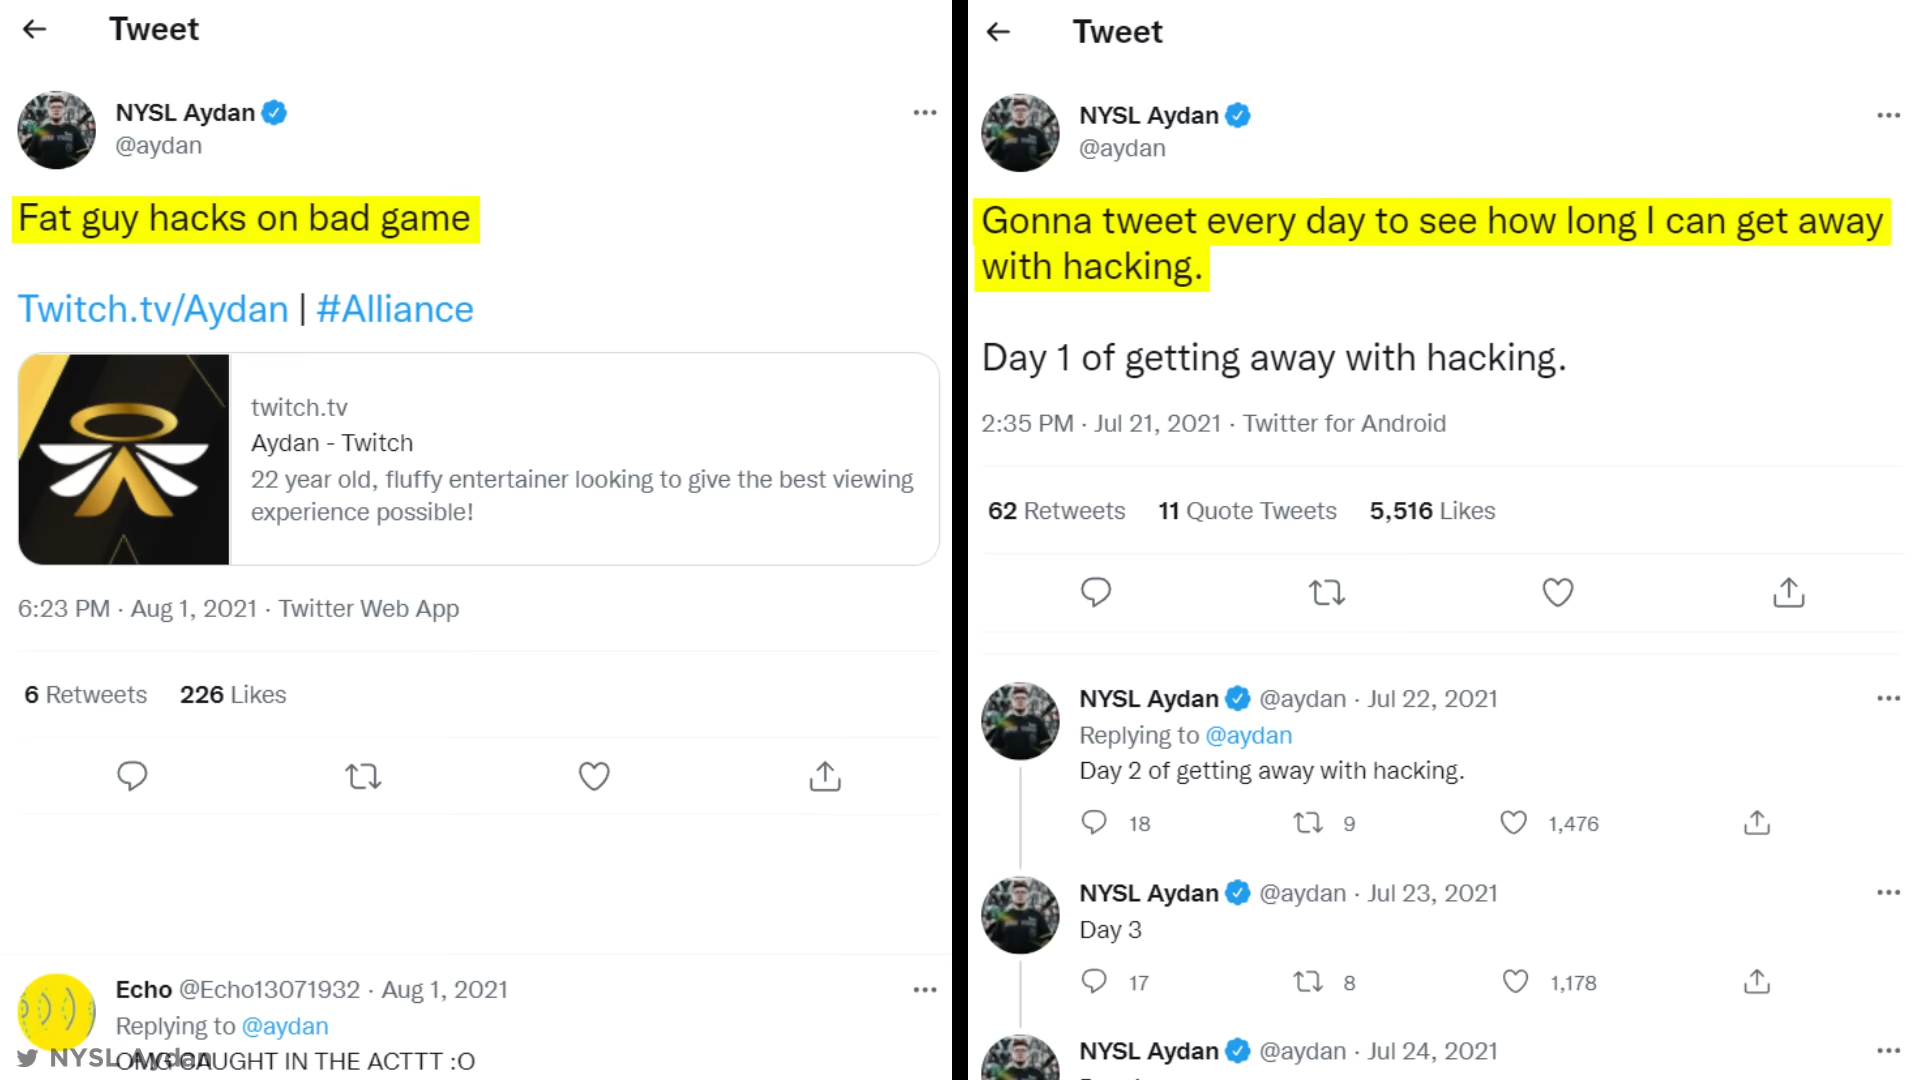 Tweet
NYSL Aydan
@aydan
Fat guy hacks on bad game
Twitch.tv/Aydan | #Alliance
twitch.tv
Aydan - Twitch
22 year old, fluffy entertainer looking to give the best viewing
experience possible!
6:23 PM · Aug 1, 2021 · Twitter Web App
6 Retweets 226 Likes
Echo @Echo13071932 · Aug 1, 2021
Replying to @aydan
OMG CAUGHT IN THE ACTTT :O
NYSL Aydan
Tweet
NYSL Aydan
@aydan
Gonna tweet every day to see how long I can get away
with hacking.
Day 1 of getting away with hacking.
2:35 PM · Jul 21, 2021 · Twitter for Android
62 Retweets 11 Quote Tweets 5,516 Likes
NYSL Aydan @aydan · Jul 22, 2021
Replying to @aydan
Day 2 of getting away with hacking.
18 9 1,476
NYSL Aydan @aydan · Jul 23, 2021
Day 3
17 8 1,178
NYSL Aydan @aydan · Jul 24, 2021